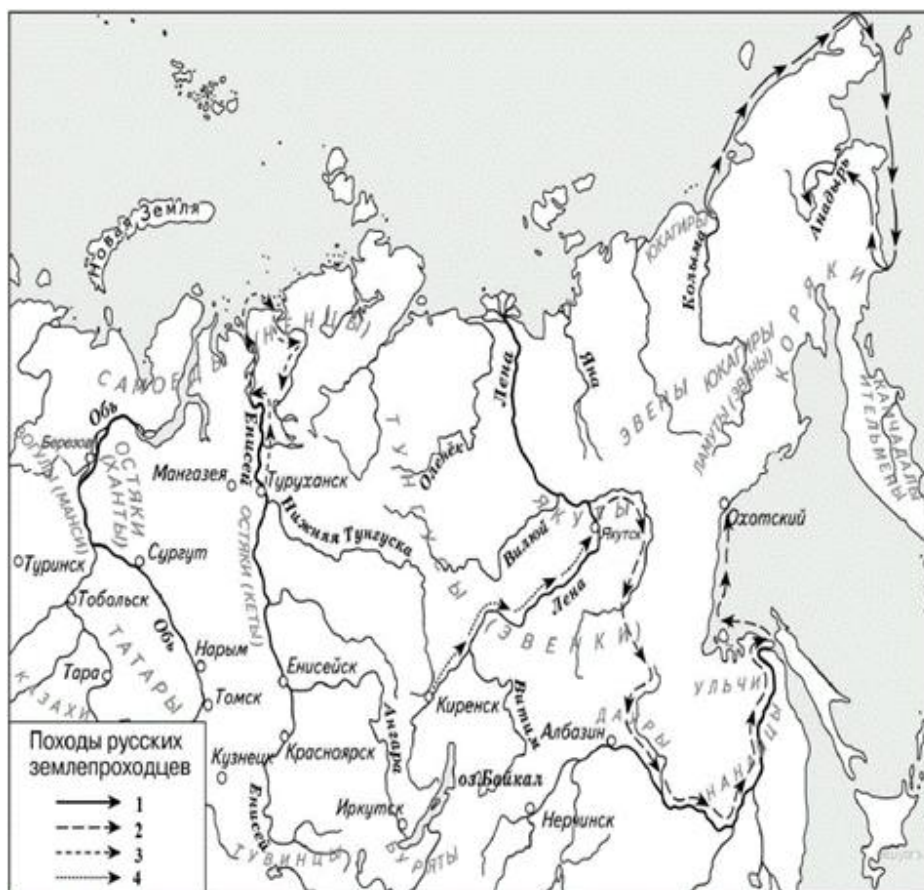 Новая Земля
Анадырь
ЮКАГИРЫ
Колыма
КОРЯКИ
САМОЕДЫ
(НЕНЦЫ)
Обь
Лена
Яна
ЭВЕНЫ ЮКАГИРЫ
ЛАМУТЫ (ЭВЕНЫ)
КАМЧАДАЛЫ
ИТЕЛЬМЕНЫ
Березов
ВОГУЛЫ (МАНСИ)
ОСТЯКИ
(ХАНТЫ)
Мангазея
Енисей
Туруханск
ТУНГУСЫ
Оленёк
ЯКУТЫ
Охотский
Нижняя Тунгуска
Вилюй
Якутск
Туринск
Сургут
ОСТЯКИ (КЕТЫ)
Лена
Тобольск
Обь
(ЭВЕНКИ)
ТАТАРЫ
Нарым
Тара
КАЗАХИ
Томск
Енисейск
Киренск
Витим
УЛЬЧИ
Ангара
Албазин
ДАУРЫ
НАНАЙЦЫ
Кузнецк
Красноярск
оз.Байкал
Енисей
Иркутск
Нерчинск
ТУВИНЦЫ
БУРЯТЫ
Походы русских
землепроходцев
1
2
3
4